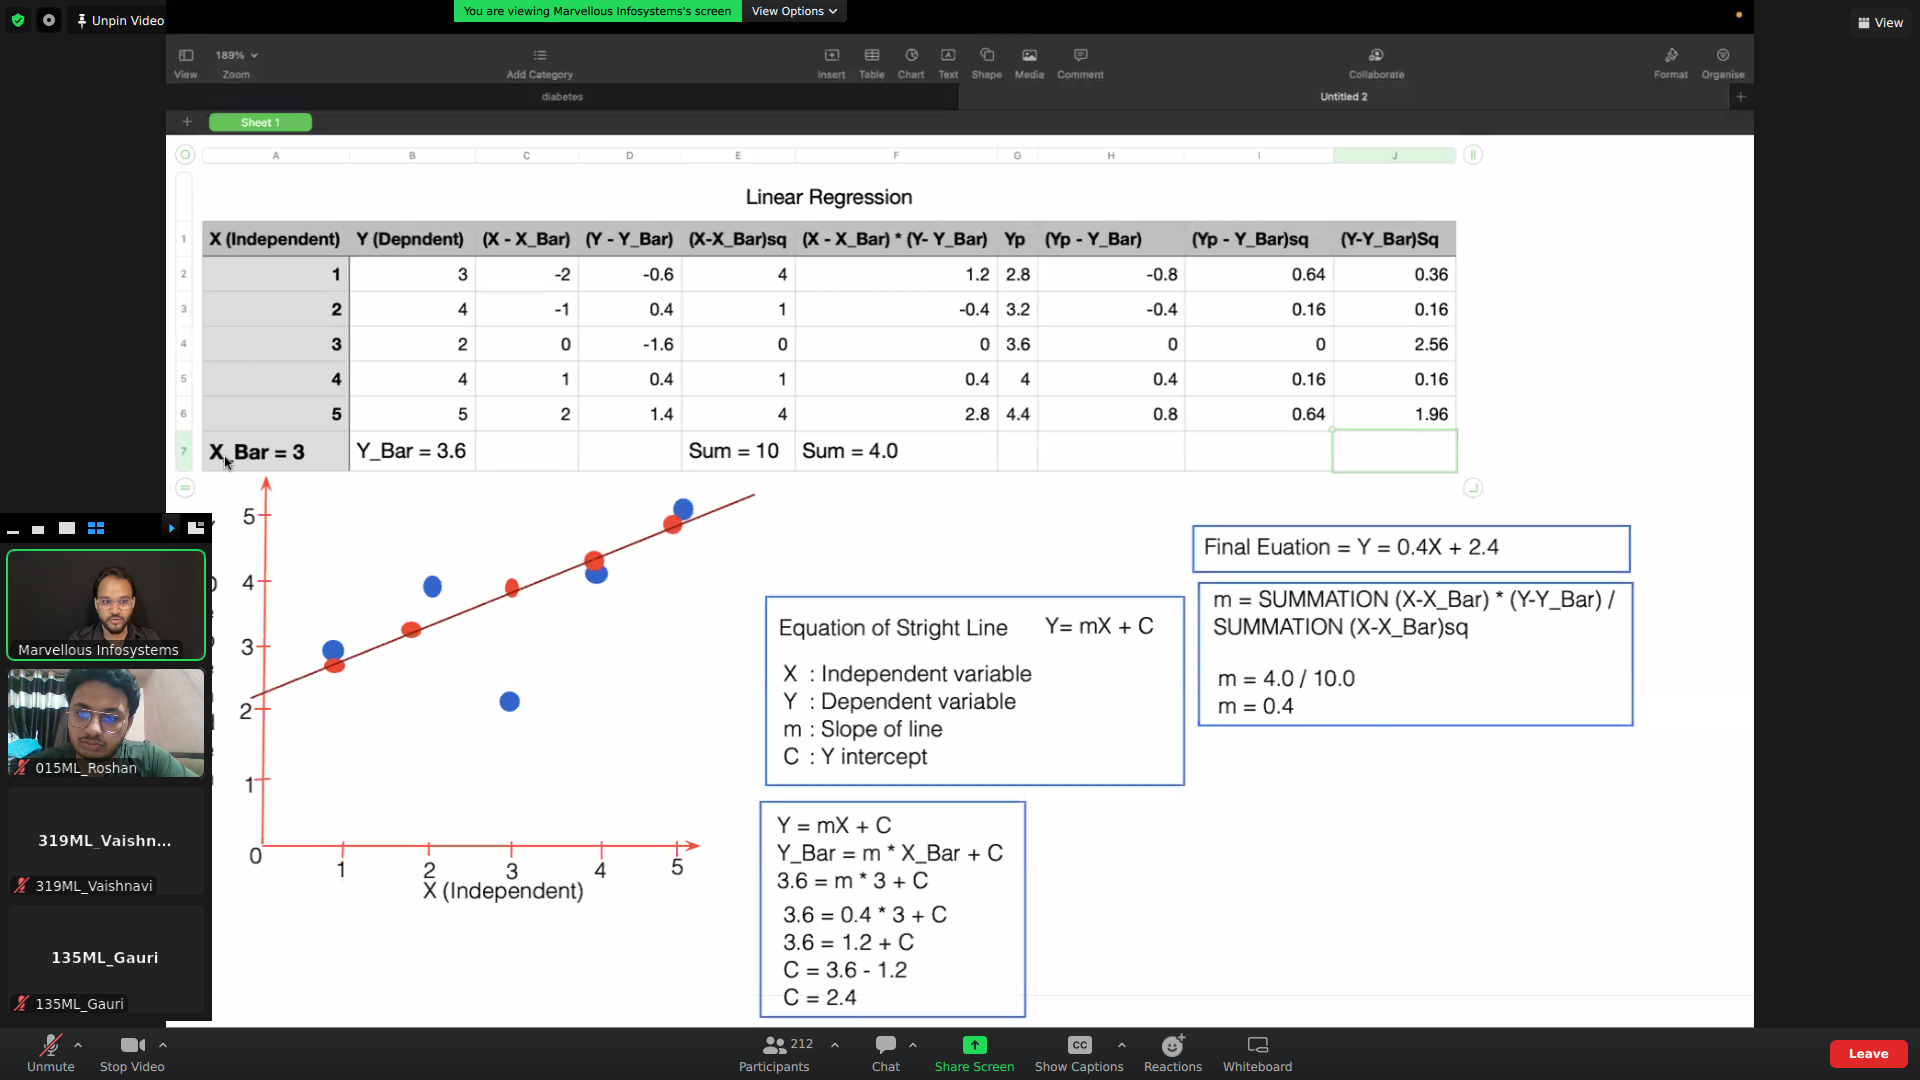 You are viewing Marvellous Infosystems's screen View Options
Unpin Video
View
189%
View Zoom Add Category Insert Table Chart Text Shape Media Comment Collaborate Format Organise
diabetes Untitled 2
Sheet 1
A B C D E F G H I J
Linear Regression
1 X (Independent) Y (Depndent) (X - X_Bar) (Y - Y_Bar) (X-X_Bar)sq (X - X_Bar) * (Y- Y_Bar) Yp (Yp - Y_Bar) (Yp - Y_Bar)sq (Y-Y_Bar)Sq
2 1 3 -2 -0.6 4 1.2 2.8 -0.8 0.64 0.36
3 2 4 -1 0.4 1 -0.4 3.2 -0.4 0.16 0.16
4 3 2 0 -1.6 0 0 3.6 0 0 2.56
5 4 4 1 0.4 1 0.4 4 0.4 0.16 0.16
6 5 5 2 1.4 4 2.8 4.4 0.8 0.64 1.96
7 X_Bar = 3 Y_Bar = 3.6 Sum = 10 Sum = 4.0
5
4
3
2
1
0
1 2 3 4 5
X (Independent)
Equation of Stright Line Y= mX + C
X : Independent variable
Y : Dependent variable
m : Slope of line
C : Y intercept
Y = mX + C
Y_Bar = m * X_Bar + C
3.6 = m * 3 + C
3.6 = 0.4 * 3 + C
3.6 = 1.2 + C
C = 3.6 - 1.2
C = 2.4
Final Euation = Y = 0.4X + 2.4
m = SUMMATION (X-X_Bar) * (Y-Y_Bar) /
SUMMATION (X-X_Bar)sq
m = 4.0 / 10.0
m = 0.4
Marvellous Infosystems
015ML_Roshan
319ML_Vaishn...
319ML_Vaishnavi
135ML_Gauri
135ML_Gauri
Unmute Stop Video 212 Participants Chat Share Screen CC Show Captions Reactions Whiteboard Leave